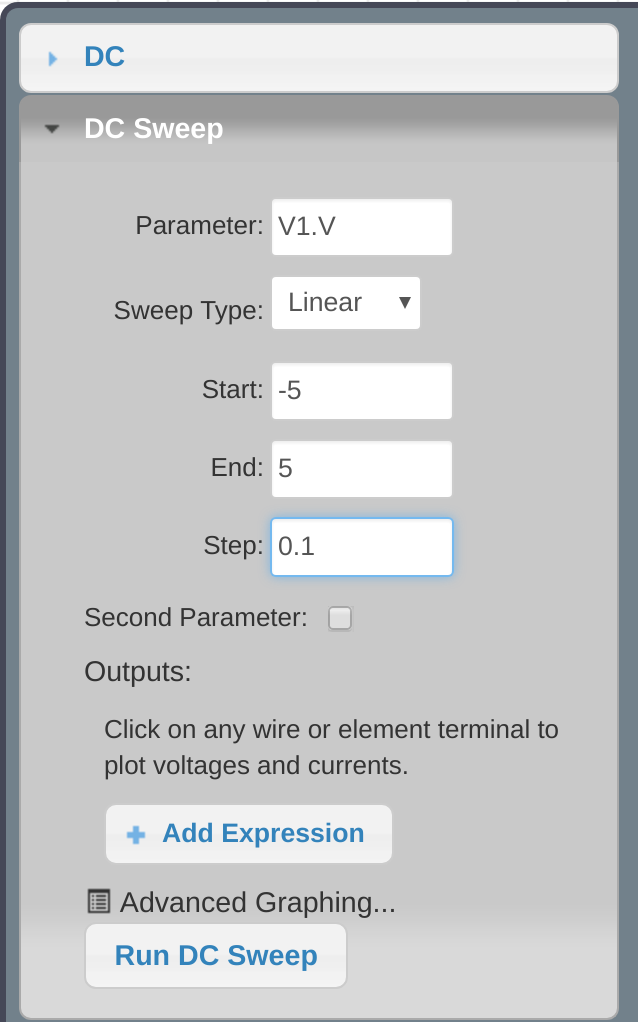 DC
DC Sweep
Parameter: V1.V
Sweep Type: Linear
Start: -5
End: 5
Step: 0.1
Second Parameter:
Outputs:
Click on any wire or element terminal to
plot voltages and currents.
Add Expression
Advanced Graphing...
Run DC Sweep